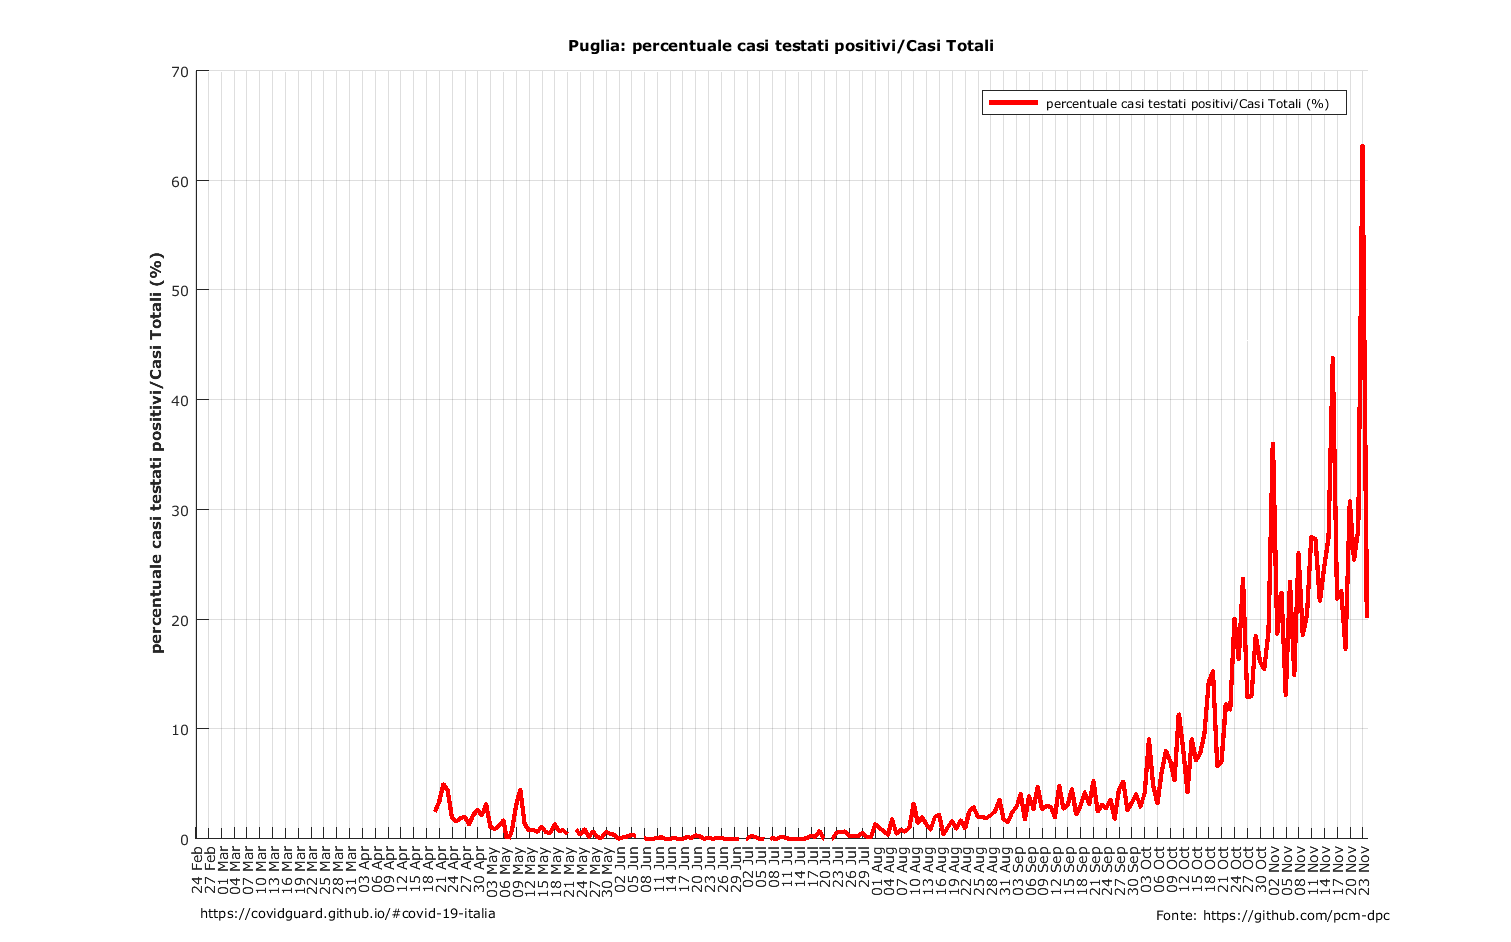 Puglia: percentuale casi testati positivi/Casi Totali
percentuale casi testati positivi/Casi Totali (%)
percentuale casi testati positivi/Casi Totali (%)
70
60
50
40
30
20
10
0
24 Feb
27 Feb
01 Mar
04 Mar
07 Mar
10 Mar
13 Mar
16 Mar
19 Mar
22 Mar
25 Mar
28 Mar
31 Mar
03 Apr
06 Apr
09 Apr
12 Apr
15 Apr
18 Apr
21 Apr
24 Apr
27 Apr
30 Apr
03 May
06 May
09 May
12 May
15 May
18 May
21 May
24 May
27 May
30 May
02 Jun
05 Jun
08 Jun
11 Jun
14 Jun
17 Jun
20 Jun
23 Jun
26 Jun
29 Jun
02 Jul
05 Jul
08 Jul
11 Jul
14 Jul
17 Jul
20 Jul
23 Jul
26 Jul
29 Jul
01 Aug
04 Aug
07 Aug
10 Aug
13 Aug
16 Aug
19 Aug
22 Aug
25 Aug
28 Aug
31 Aug
03 Sep
06 Sep
09 Sep
12 Sep
15 Sep
18 Sep
21 Sep
24 Sep
27 Sep
30 Sep
03 Oct
06 Oct
09 Oct
12 Oct
15 Oct
18 Oct
21 Oct
24 Oct
27 Oct
30 Oct
02 Nov
05 Nov
08 Nov
11 Nov
14 Nov
17 Nov
20 Nov
23 Nov
https://covidguard.github.io/#covid-19-italia
Fonte: https://github.com/pcm-dpc